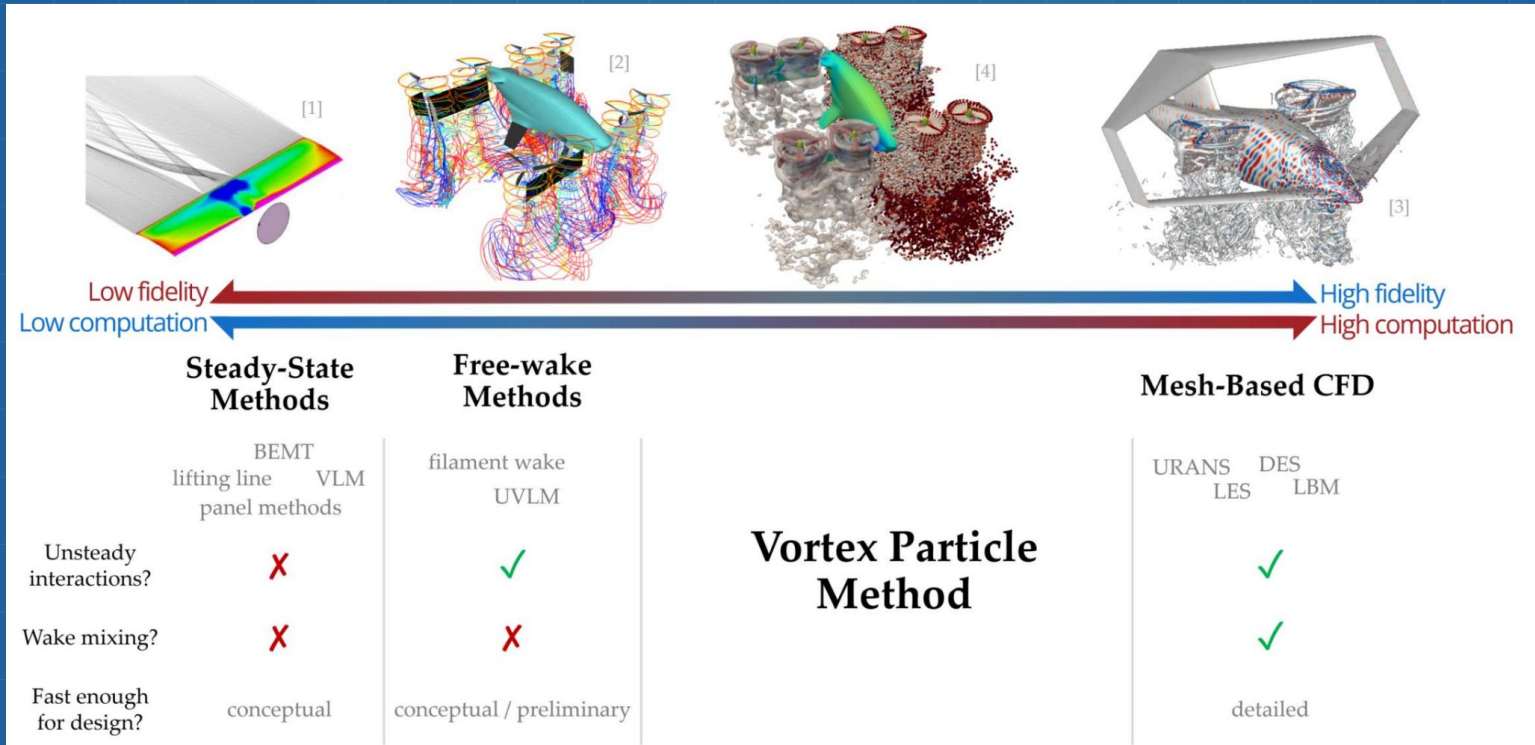 [1]
[2]
[4]
[3]
Low fidelity
High fidelity
Low computation
High computation
Steady-State
Methods
Free-wake
Methods
Mesh-Based CFD
BEMT
lifting line VLM
panel methods
filament wake
UVLM
Vortex Particle
Method
URANS DES
LES LBM
Unsteady
interactions?
✗ ✓ ✓
Wake mixing?
✗ ✗ ✓
Fast enough
for design?
conceptual
conceptual / preliminary
detailed